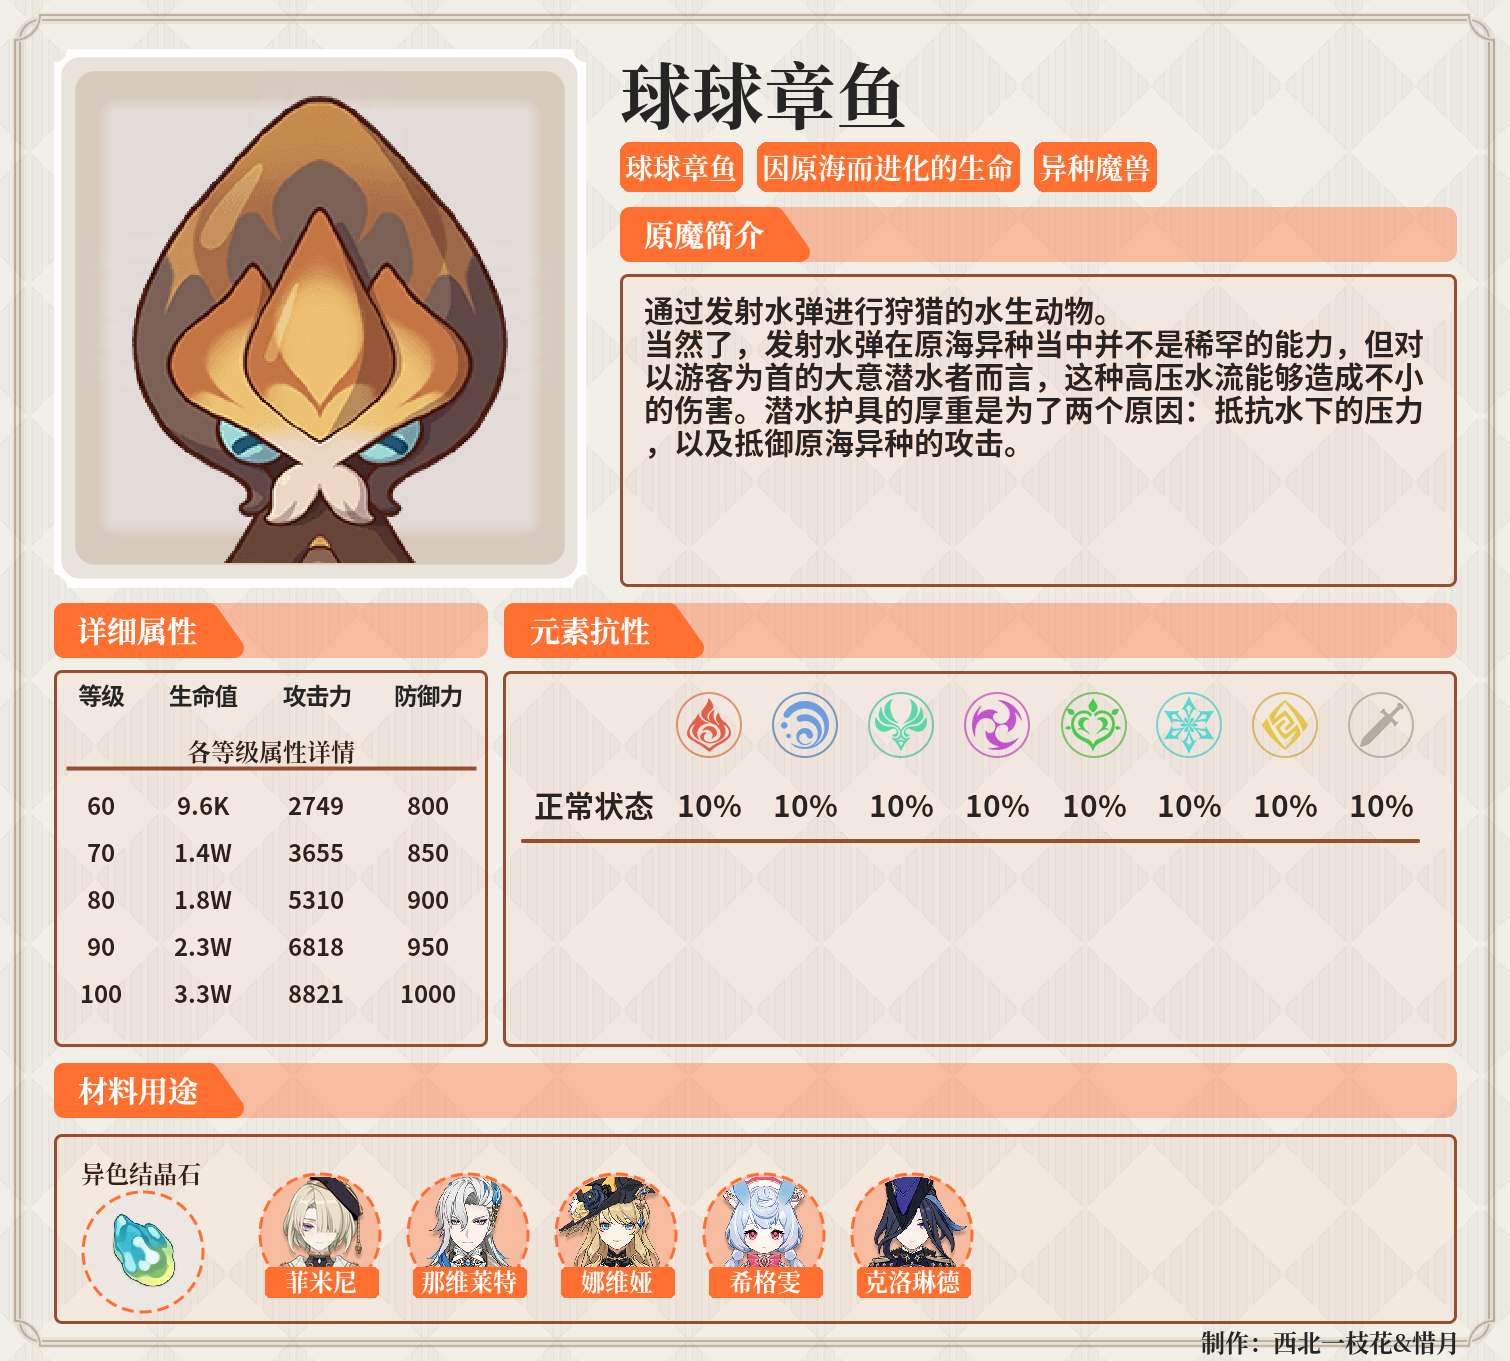 球球章鱼
球球章鱼 因原海而进化的生命 异种魔兽
原魔简介
通过发射水弹进行狩猎的水生动物。
当然了，发射水弹在原海异种当中并不是稀罕的能力，但对
以游客为首的大意潜水者而言，这种高压水流能够造成不小
的伤害。潜水护具的厚重是为了两个原因：抵抗水下的压力
，以及抵御原海异种的攻击。
详细属性
等级 生命值 攻击力 防御力
各等级属性详情
60 9.6K 2749 800
70 1.4W 3655 850
80 1.8W 5310 900
90 2.3W 6818 950
100 3.3W 8821 1000
元素抗性
正常状态 10% 10% 10% 10% 10% 10% 10% 10%
材料用途
异色结晶石
菲米尼 那维莱特 娜维娅 希格雯 克洛琳德
制作：西北一枝花&惜月